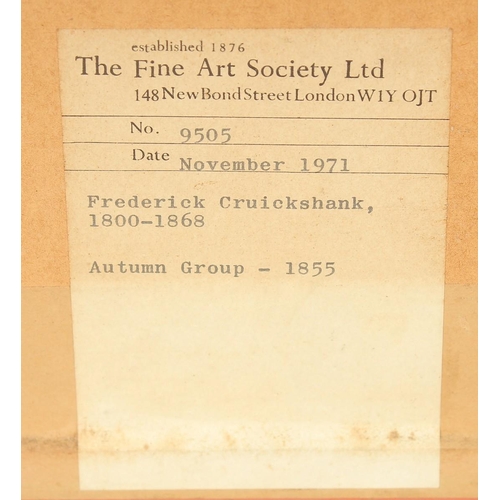 established 1876
The Fine Art Society Ltd
148 New Bond Street London W1Y OJT
No. 9505
Date November 1971
Frederick Cruickshank,
1800-1868
Autumn Group - 1855